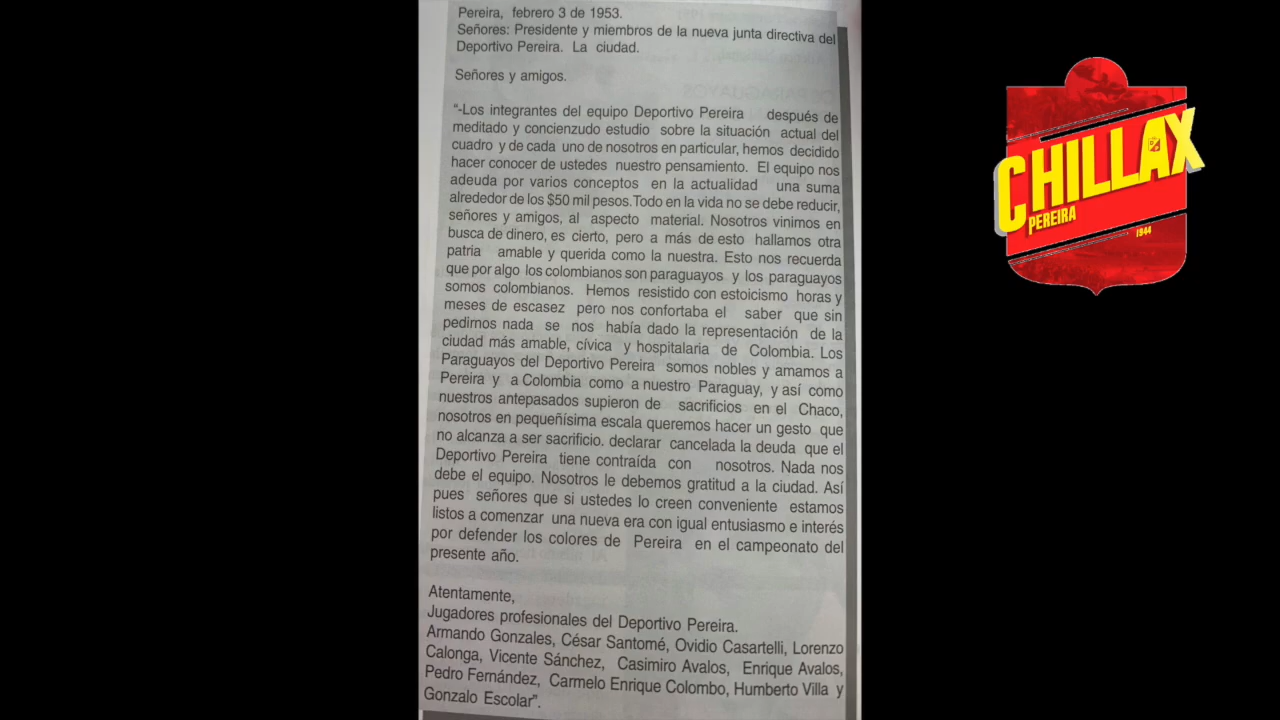 Pereira, febrero 3 de 1953.
Señores: Presidente y miembros de la nueva junta directiva del
Deportivo Pereira. La ciudad.
Señores y amigos.
“-Los integrantes del equipo Deportivo Pereira después de
meditado y concienzudo estudio sobre la situación actual del
cuadro y de cada uno de nosotros en particular, hemos decidido
hacer conocer de ustedes nuestro pensamiento. El equipo nos
adeuda por varios conceptos en la actualidad una suma
alrededor de los $50 mil pesos.Todo en la vida no se debe reducir,
señores y amigos, al aspecto material. Nosotros vinimos en
busca de dinero, es cierto, pero a más de esto hallamos otra
patria amable y querida como la nuestra. Esto nos recuerda
que por algo los colombianos son paraguayos y los paraguayos
somos colombianos. Hemos resistido con estoicismo horas y
meses de escasez pero nos confortaba el saber que sin
pedirnos nada se nos había dado la representación de la
ciudad más amable, cívica y hospitalaria de Colombia. Los
Paraguayos del Deportivo Pereira somos nobles y amamos a
Pereira y a Colombia como a nuestro Paraguay, y así como
nuestros antepasados supieron de sacrificios en el Chaco,
nosotros en pequeñísima escala queremos hacer un gesto que
no alcanza a ser sacrificio. declarar cancelada la deuda que el
Deportivo Pereira tiene contraída con nosotros. Nada nos
debe el equipo. Nosotros le debemos gratitud a la ciudad. Así
pues señores que si ustedes lo creen conveniente estamos
listos a comenzar una nueva era con igual entusiasmo e interés
por defender los colores de Pereira en el campeonato del
presente año.
Atentamente,
Jugadores profesionales del Deportivo Pereira.
Armando Gonzales, César Santomé, Ovidio Casartelli, Lorenzo
Calonga, Vicente Sánchez, Casimiro Avalos, Enrique Avalos,
Pedro Fernández, Carmelo Enrique Colombo, Humberto Villa y
Gonzalo Escolar”.
CHILLAX
PEREIRA
1944